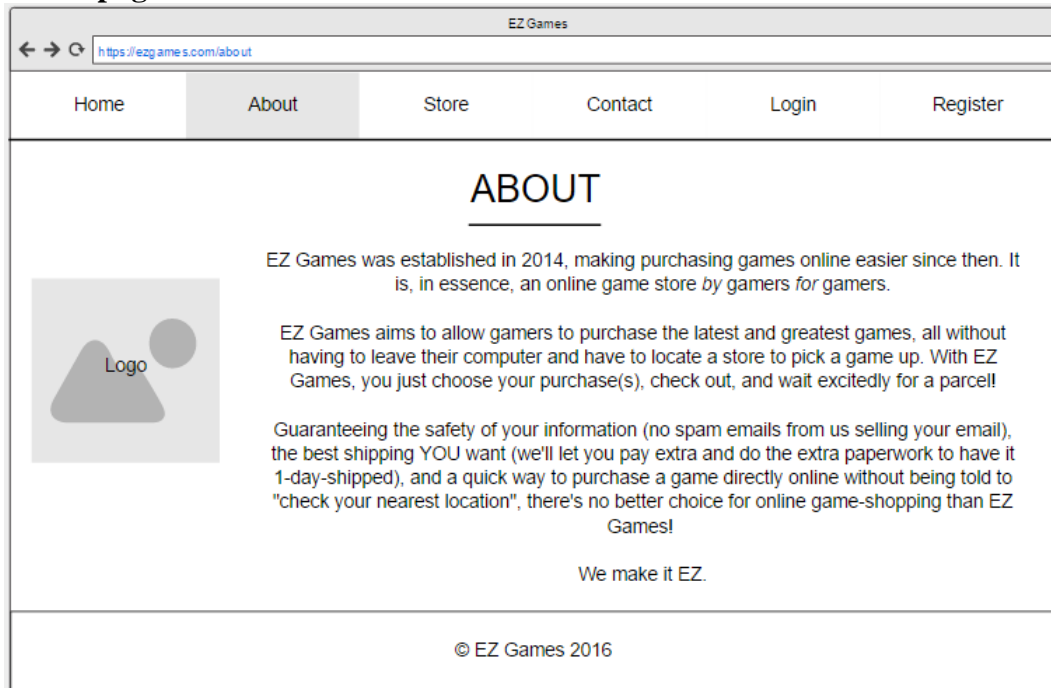 EZ Games
https://ezgames.com/about
Home About Store Contact Login Register
ABOUT
EZ Games was established in 2014, making purchasing games online easier since then. It
is, in essence, an online game store by gamers for gamers.
EZ Games aims to allow gamers to purchase the latest and greatest games, all without
having to leave their computer and have to locate a store to pick a game up. With EZ
Games, you just choose your purchase(s), check out, and wait excitedly for a parcel!
Logo
Guaranteeing the safety of your information (no spam emails from us selling your email),
the best shipping YOU want (we'll let you pay extra and do the extra paperwork to have it
1-day-shipped), and a quick way to purchase a game directly online without being told to
"check your nearest location", there's no better choice for online game-shopping than EZ
Games!
We make it EZ.
© EZ Games 2016